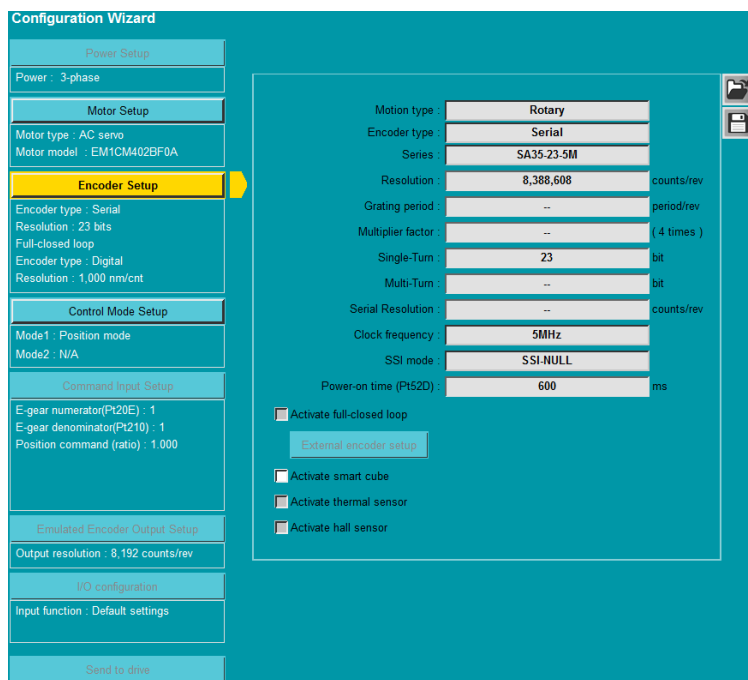 Configuration Wizard
Power Setup
Power : 3-phase
Motor Setup
Motor type : AC servo
Motor model : EM1CM402BF0A
Encoder Setup
Encoder type : Serial
Resolution : 23 bits
Full-closed loop
Encoder type : Digital
Resolution : 1,000 nm/cnt
Control Mode Setup
Mode1 : Position mode
Mode2 : N/A
Command Input Setup
E-gear numerator(Pt20E) : 1
E-gear denominator(Pt210) : 1
Position command (ratio) : 1.000
Emulated Encoder Output Setup
Output resolution : 8,192 counts/rev
I/O configuration
Input function : Default settings
Send to drive
Motion type : Rotary
Encoder type : Serial
Series : SA35-23-5M
Resolution : 8,388,608 counts/rev
Grating period : -- period/rev
Multiplier factor : -- ( 4 times )
Single-Turn : 23 bit
Multi-Turn : -- bit
Serial Resolution : -- counts/rev
Clock frequency : 5MHz
SSI mode : SSI-NULL
Power-on time (Pt52D) : 600 ms
Activate full-closed loop
External encoder setup
Activate smart cube
Activate thermal sensor
Activate hall sensor